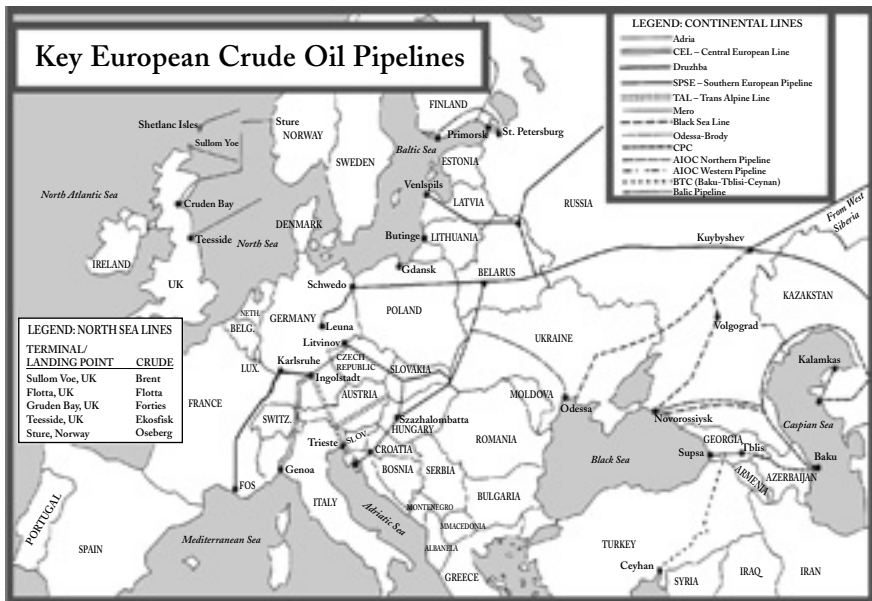 Key European Crude Oil Pipelines
LEGEND: CONTINENTAL LINES
Adria
CEL – Central European Line
Druzhba
SPSE – Southern European Pipeline
TAL – Trans Alpine Line
Mero
Black Sea Line
Odessa-Brody
CPC
AIOC Northern Pipeline
AIOC Western Pipeline
BTC (Baku-Tblisi-Ceynan)
Balic Pipeline
FINLAND
Shetlanc Isles
Sture
NORWAY
Primorsk
St. Petersburg
Sullom Yoe
Baltic Sea
SWEDEN
ESTONIA
North Atlantic Sea
Venlspils
LATVIA
RUSSIA
From West
Siberia
Cruden Bay
DENMARK
Teesside
North Sea
Butinge
LITHUANIA
Kuybyshev
IRELAND
Gdansk
BELARUS
UK
Schwedo
KAZAKSTAN
NETH.
GERMANY
POLAND
BELG.
Leuna
Volgograd
UKRAINE
Litvinov
LEGEND: NORTH SEA LINES
TERMINAL/
LANDING POINT CRUDE
Sullom Voe, UK Brent
Flotta, UK Flotta
Gruden Bay, UK Forties
Teesside, UK Ekosfisk
Sture, Norway Oseberg
LUX.
Karlsruhe
CZECH
REPUBLIC
SLOVAKIA
Kalamkas
Ingolstadt
FRANCE
AUSTRIA
MOLDOVA
Odessa
SWITZ.
Szazhalombatta
HUNGARY
Novorossiysk
Caspian Sea
Trieste
SLOV.
CROATIA
ROMANIA
GEORGIA
Supsa
Tblis
Baku
Genoa
BOSNIA
SERBIA
Black Sea
ARMENIA
AZERBAIJAN
FOS
ITALY
MONTENEGRO
BULGARIA
PORTUGAL
Adriatic Sea
MMACEDONIA
SPAIN
Mediterranean Sea
ALBANELA
TURKEY
GREECE
Ceyhan
SYRIA
IRAQ
IRAN